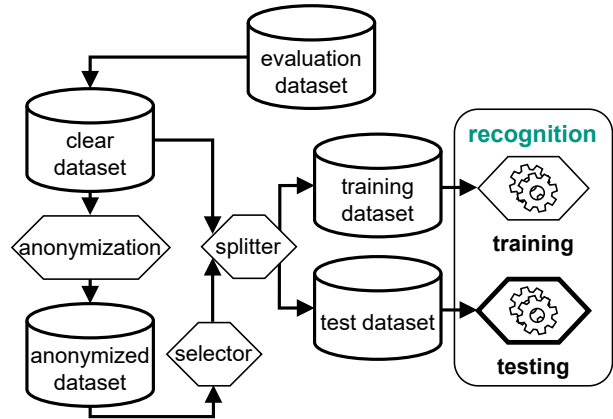 evaluation
dataset
clear
dataset
recognition
training
dataset
training
anonymization
splitter
test dataset
testing
selector
anonymized
dataset